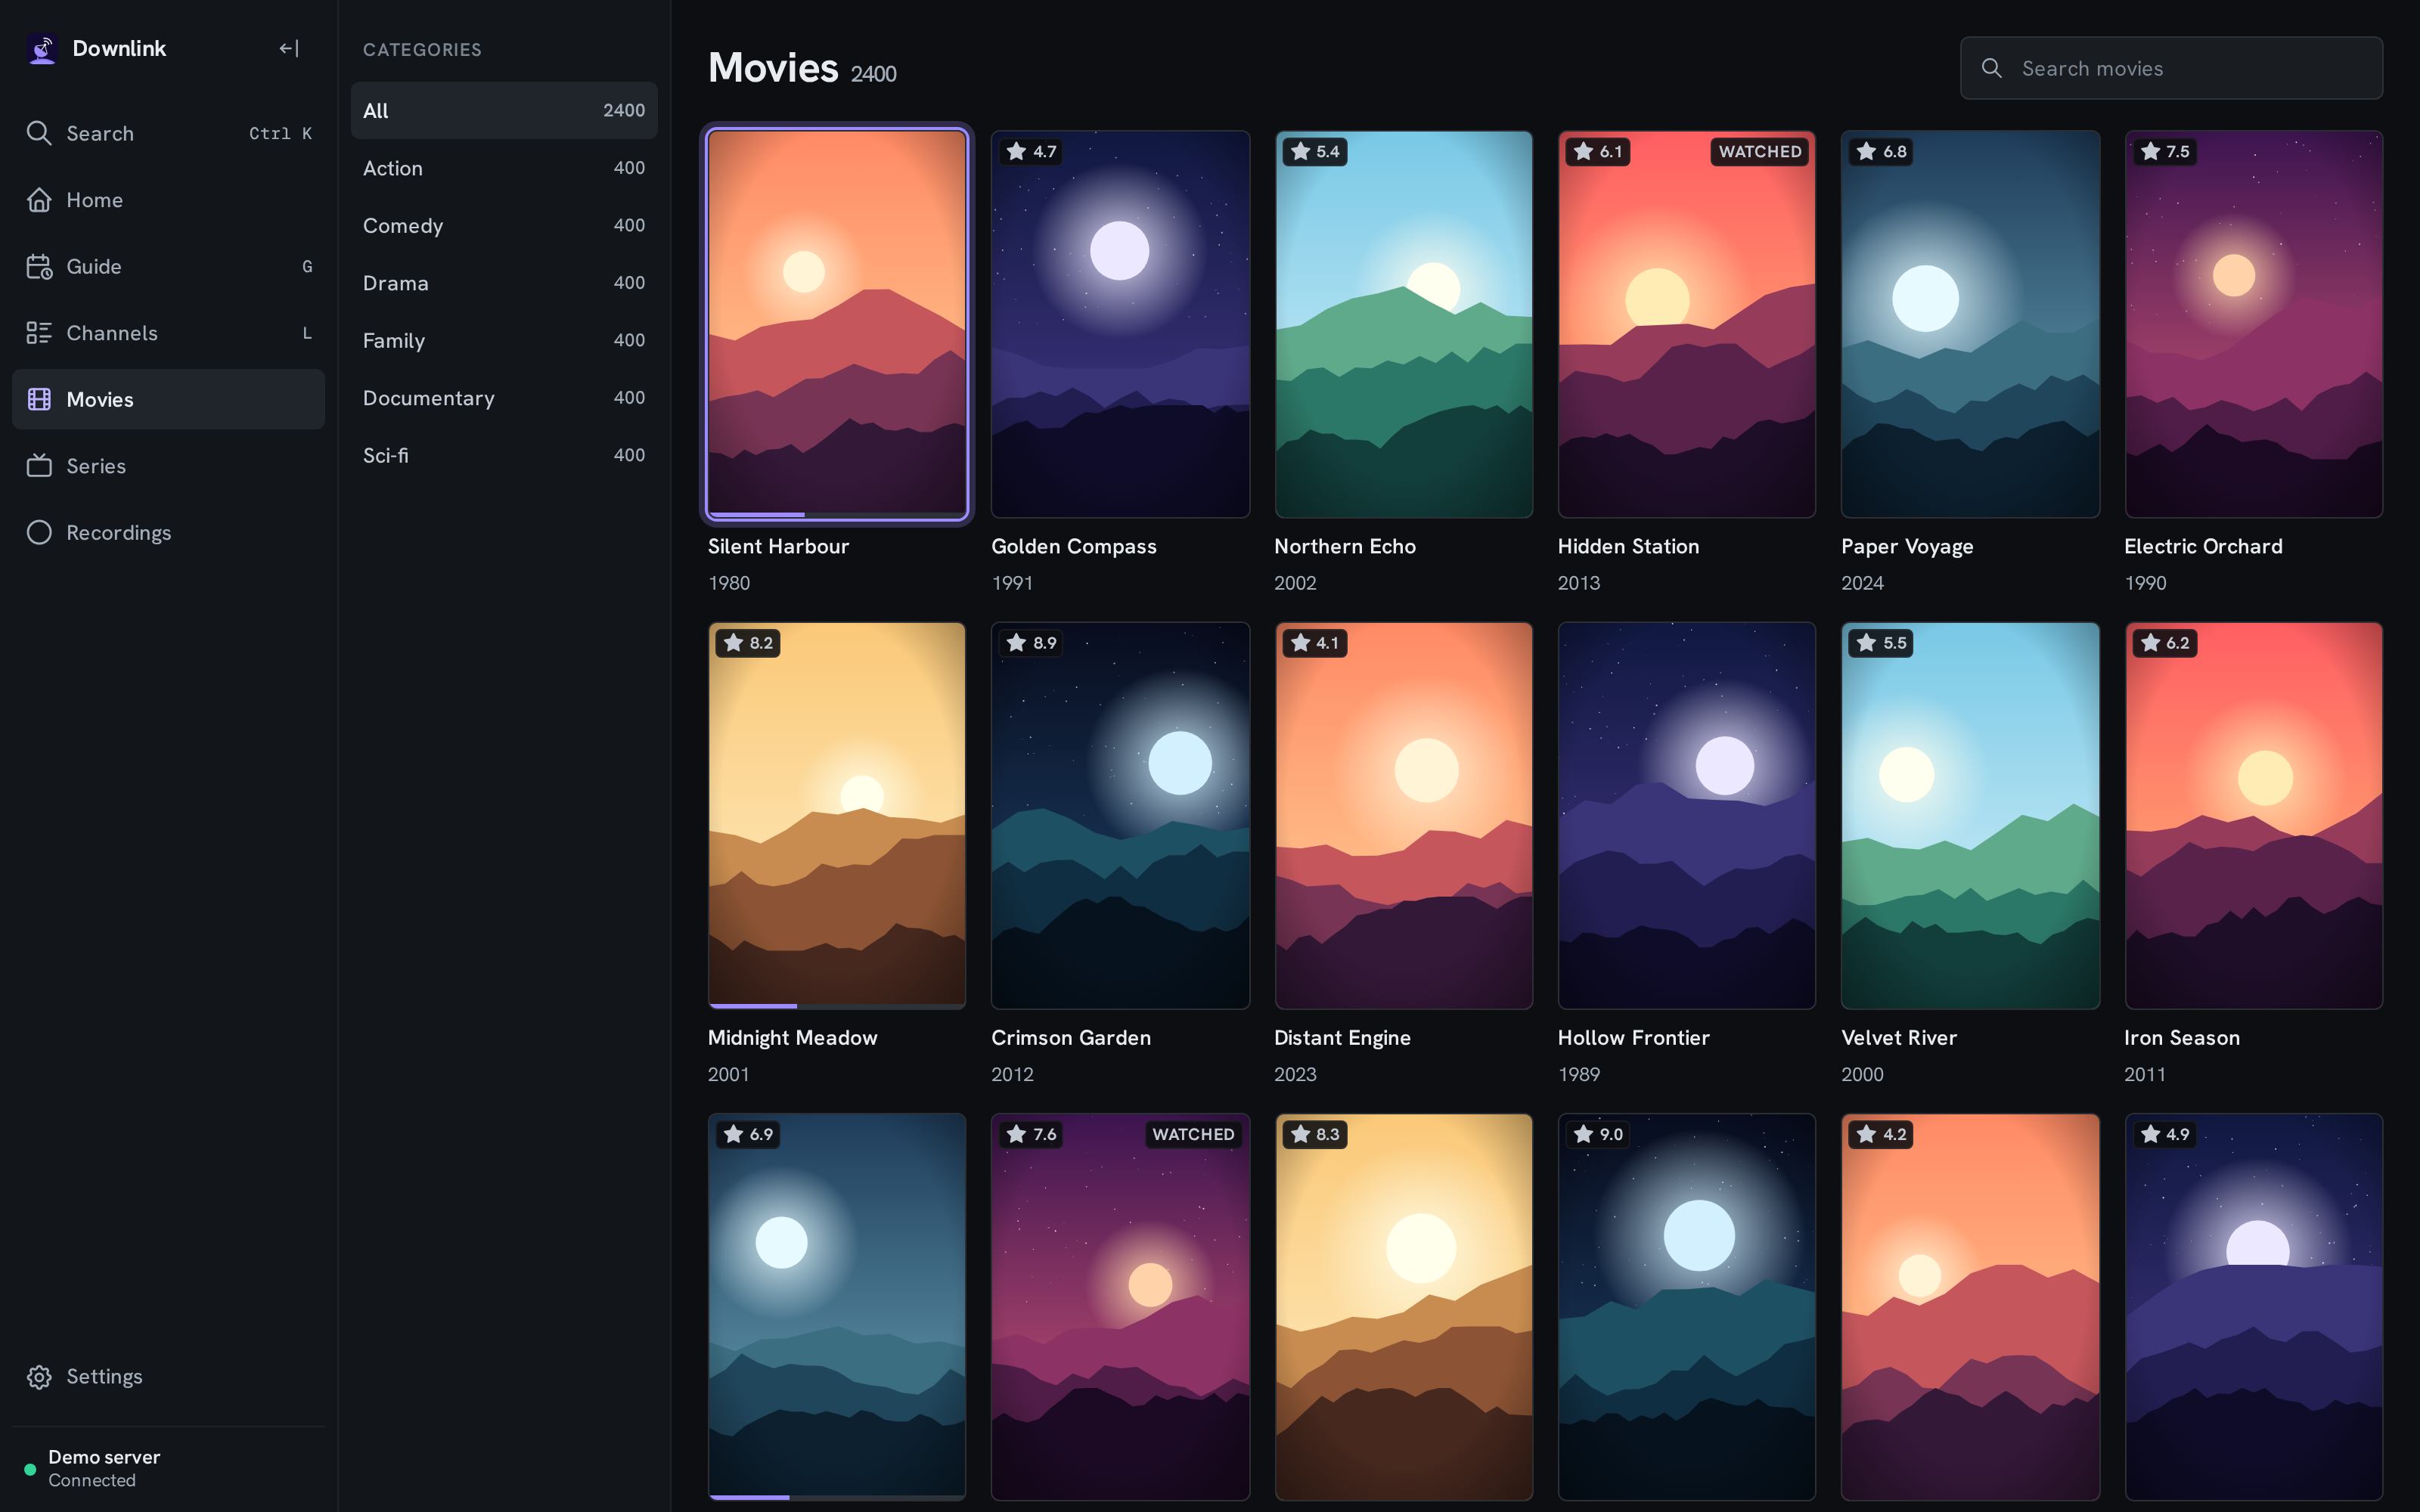 Downlink
Search Ctrl K
Home
Guide G
Channels L
Movies
Series
Recordings
Settings
Demo server
Connected
CATEGORIES
All 2400
Action 400
Comedy 400
Drama 400
Family 400
Documentary 400
Sci-fi 400
Movies 2400
Search movies
4.7 5.4 6.1 WATCHED 6.8 7.5
Silent Harbour Golden Compass Northern Echo Hidden Station Paper Voyage Electric Orchard
1980 1991 2002 2013 2024 1990
8.2 8.9 4.1 5.5 6.2
Midnight Meadow Crimson Garden Distant Engine Hollow Frontier Velvet River Iron Season
2001 2012 2023 1989 2000 2011
6.9 7.6 WATCHED 8.3 9.0 4.2 4.9